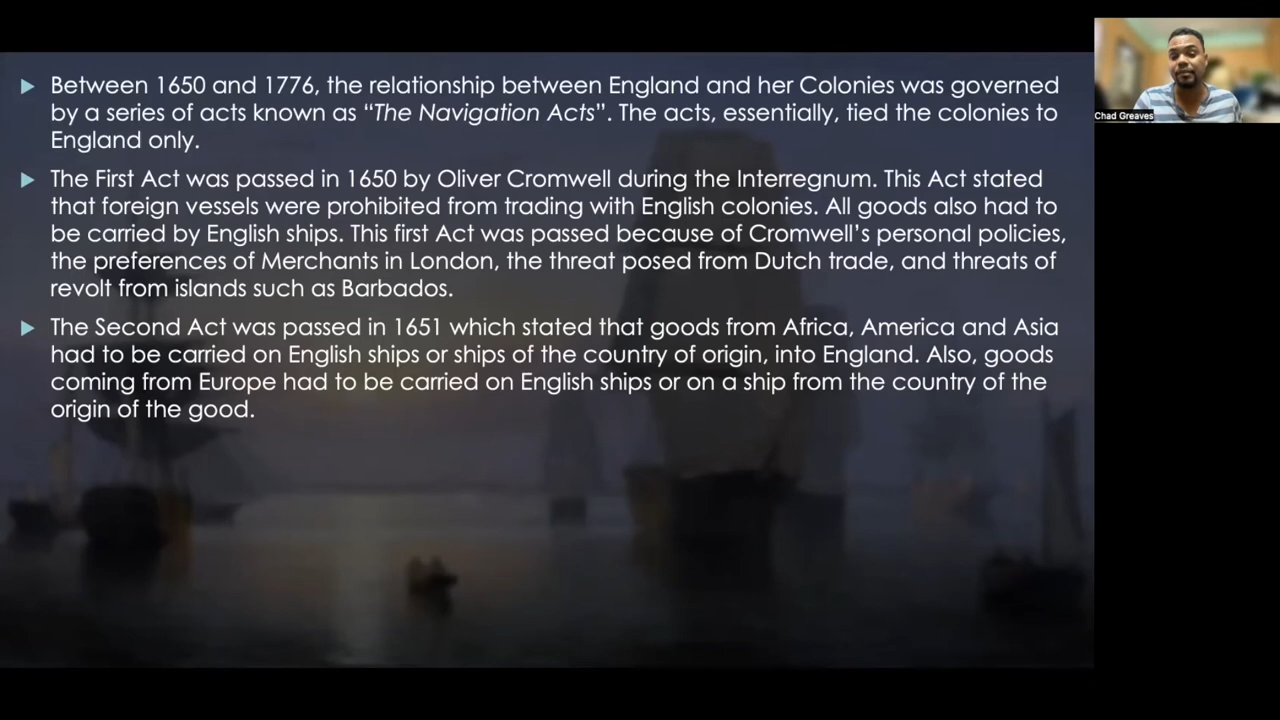 Between 1650 and 1776, the relationship between England and her Colonies was governed
by a series of acts known as “The Navigation Acts”. The acts, essentially, tied the colonies to
England only.
The First Act was passed in 1650 by Oliver Cromwell during the Interregnum. This Act stated
that foreign vessels were prohibited from trading with English colonies. All goods also had to
be carried by English ships. This first Act was passed because of Cromwell’s personal policies,
the preferences of Merchants in London, the threat posed from Dutch trade, and threats of
revolt from islands such as Barbados.
The Second Act was passed in 1651 which stated that goods from Africa, America and Asia
had to be carried on English ships or ships of the country of origin, into England. Also, goods
coming from Europe had to be carried on English ships or on a ship from the country of the
origin of the good.
Chad Greaves